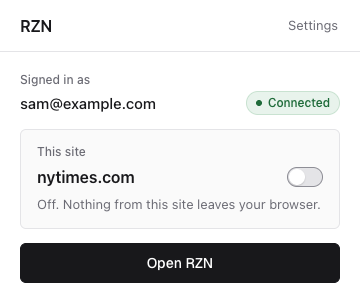 RZN
Settings
Signed in as
sam@example.com
Connected
This site
nytimes.com
Off. Nothing from this site leaves your browser.
Open RZN